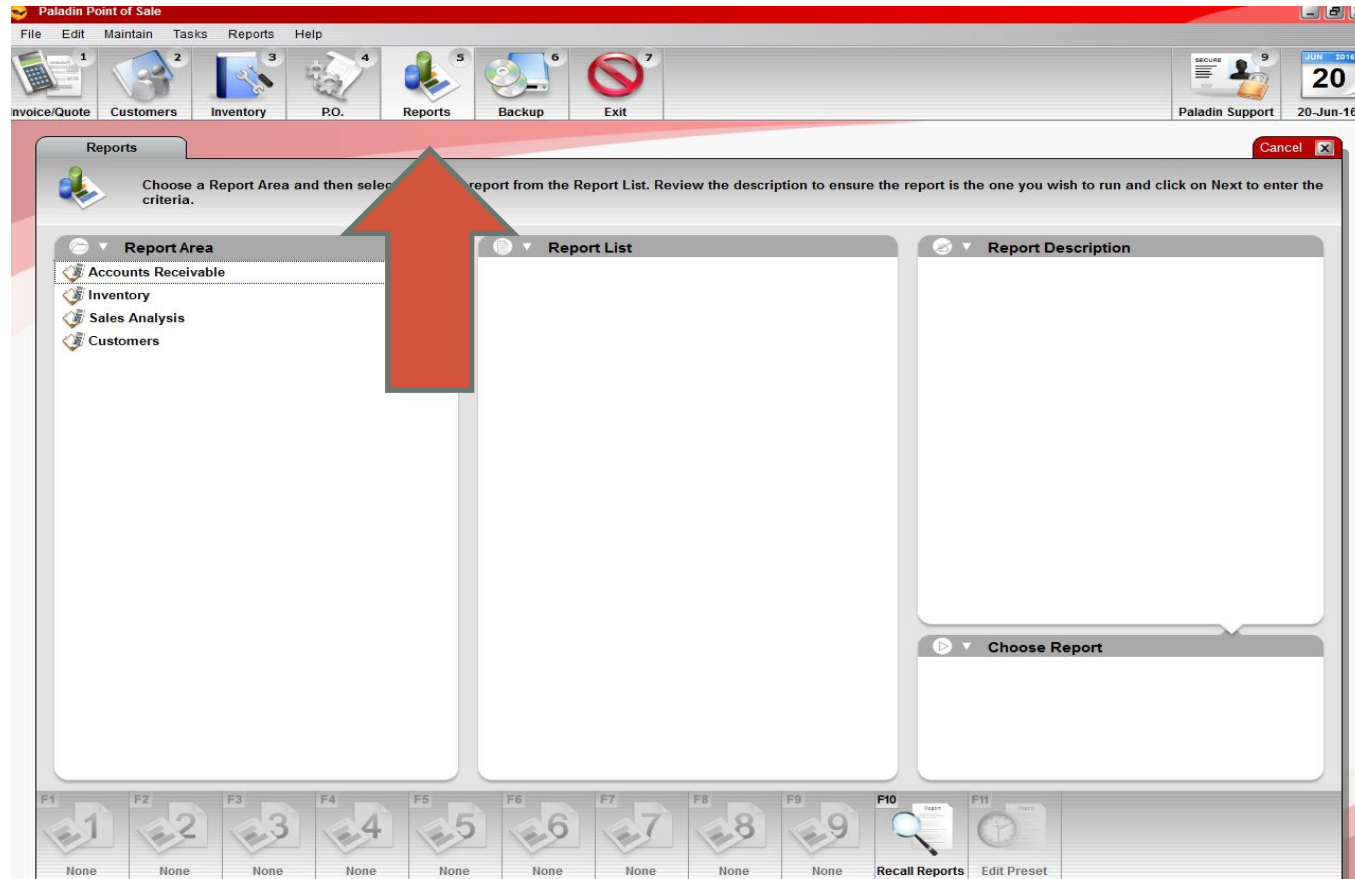 Paladin Point of Sale
File Edit Maintain Tasks Reports Help
1 2 3 4 5 6 7 SECURE 9 JUN 2016
20
nvoice/Quote Customers Inventory P.O. Reports Backup Exit Paladin Support 20-Jun-16
Reports Cancel
Choose a Report Area and then selec report from the Report List. Review the description to ensure the report is the one you wish to run and click on Next to enter the
criteria.
Report Area Report List Report Description
Accounts Receivable
Inventory
Sales Analysis
Customers
Choose Report
F1 F2 F3 F4 F5 F6 F7 F8 F9 F10 F11
Report Report
1 2 3 4 5 6 7 8 9
None None None None None None None None None Recall Reports Edit Preset